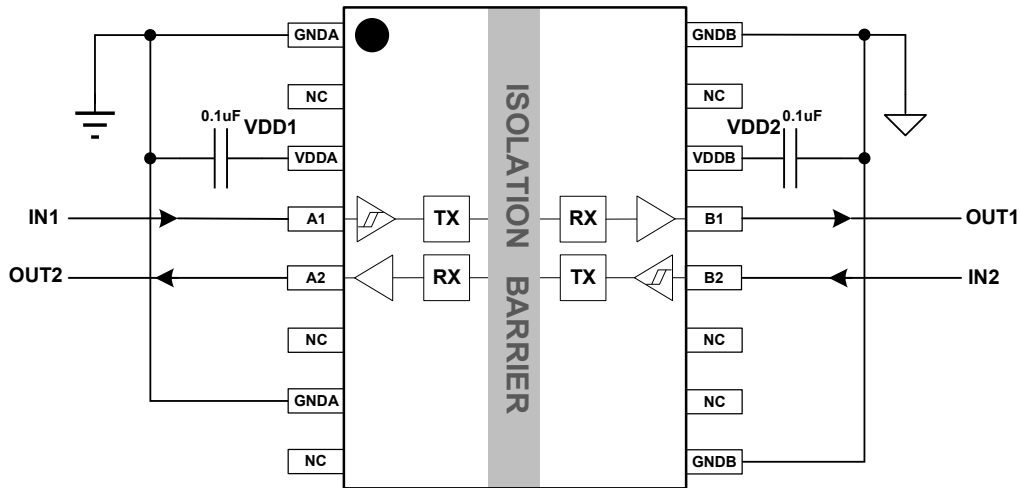 GNDA
GNDB
NC
NC
0.1uF
VDD1
VDD2
0.1uF
VDDA
VDDB
ISOLATION BARRIER
IN1
A1
TX
RX
B1
OUT1
OUT2
A2
RX
TX
B2
IN2
NC
NC
GNDA
NC
NC
GNDB